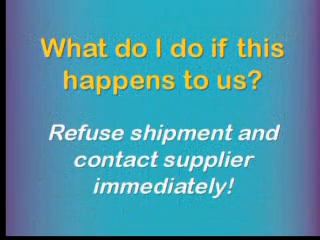 What do I do if this
happens to us?
Refuse shipment and
contact supplier
immediately!